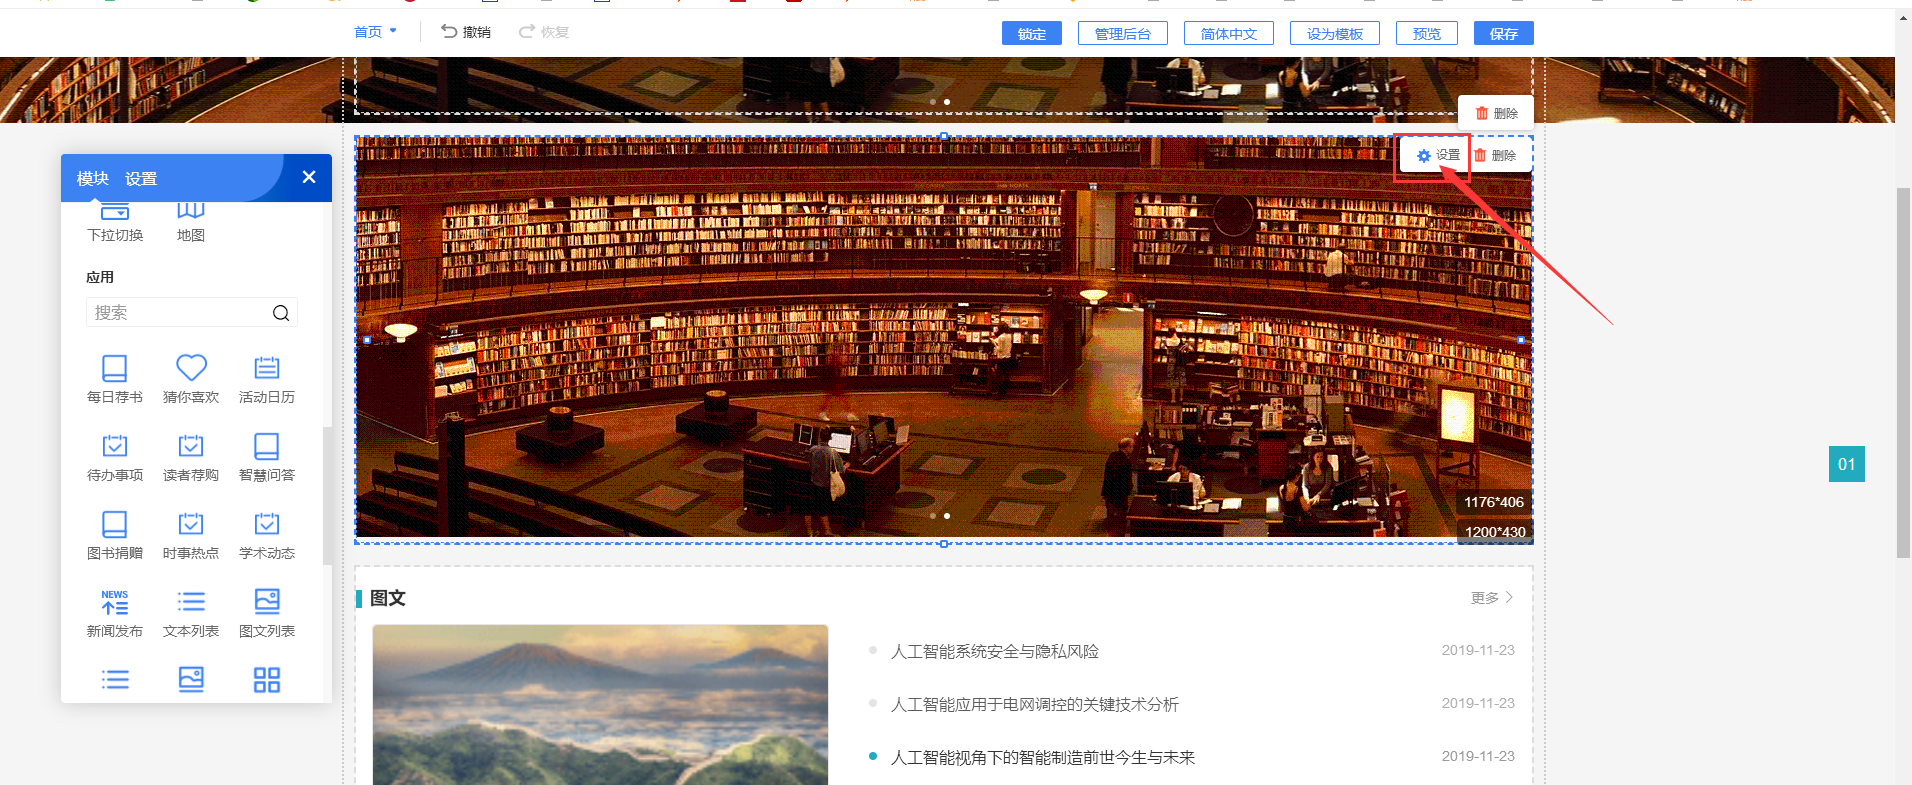 首页 撤销 恢复 锁定 管理后台 简体中文 设为模板 预览 保存
删除
设置 删除
模块 设置
下拉切换 地图
应用
搜索
每日荐书 猜你喜欢 活动日历
待办事项 读者荐购 智慧问答
图书捐赠 时事热点 学术动态
NEWS
新闻发布 文本列表 图文列表
01
1176*406
1200*430
图文 更多
人工智能系统安全与隐私风险 2019-11-23
人工智能应用于电网调控的关键技术分析 2019-11-23
人工智能视角下的智能制造前世今生与未来 2019-11-23